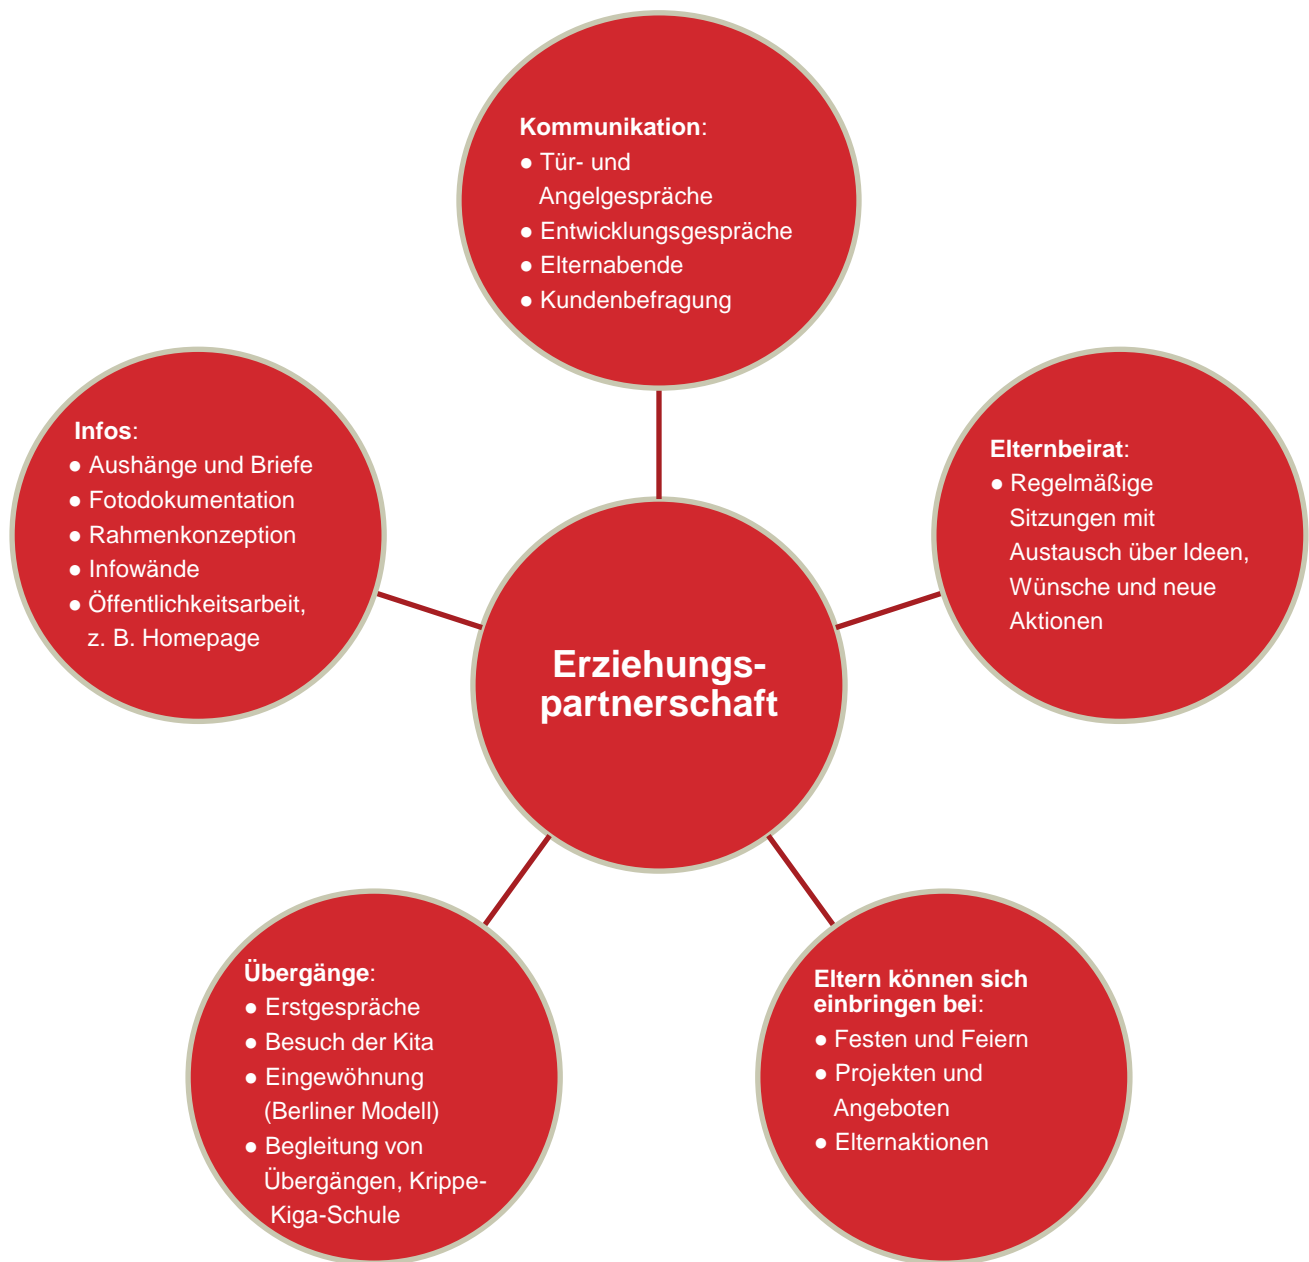 Kommunikation:
● Tür- und
Angelgespräche
● Entwicklungsgespräche
● Elternabende
● Kundenbefragung
Infos:
● Aushänge und Briefe
● Fotodokumentation
● Rahmenkonzeption
● Infowände
● Öffentlichkeitsarbeit,
z. B. Homepage
Elternbeirat:
● Regelmäßige
Sitzungen mit
Austausch über Ideen,
Wünsche und neue
Aktionen
Erziehungs-
partnerschaft
Übergänge:
● Erstgespräche
● Besuch der Kita
● Eingewöhnung
(Berliner Modell)
● Begleitung von
Übergängen, Krippe-
Kiga-Schule
Eltern können sich
einbringen bei:
● Festen und Feiern
● Projekten und
Angeboten
● Elternaktionen